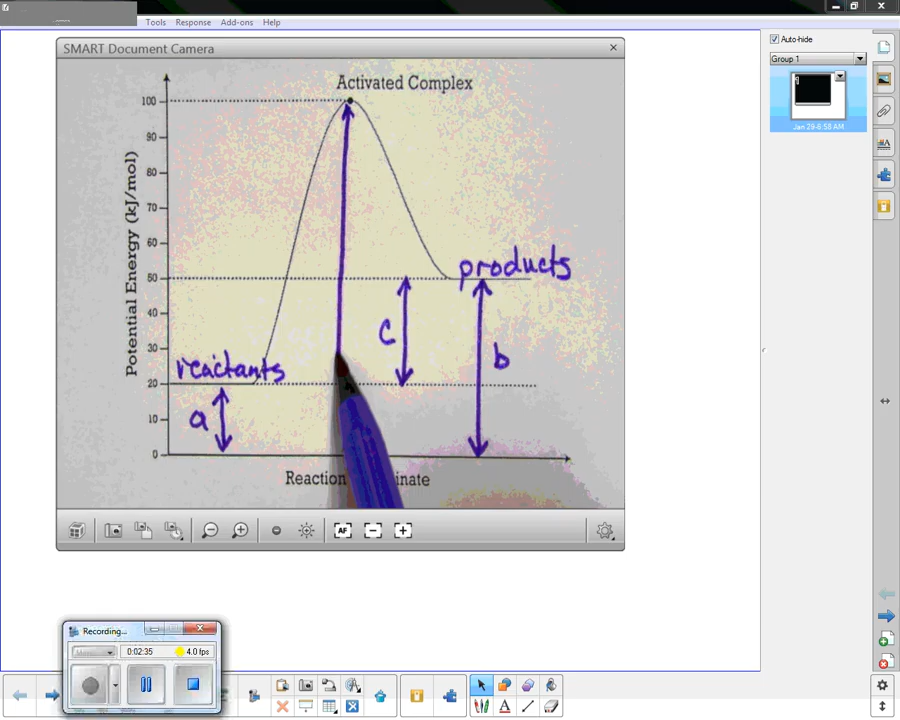 Tools Response Add-ons Help
Auto-hide
Group 1
Jan 29-6:58 AM
SMART Document Camera
Activated Complex
Potential Energy (kJ/mol)
100
90
80
70
60
50
40
30
20
10
0
products
c
b
reactants
a
Reaction inate
AF
Recording...
0:02:35
4.0 fps
A